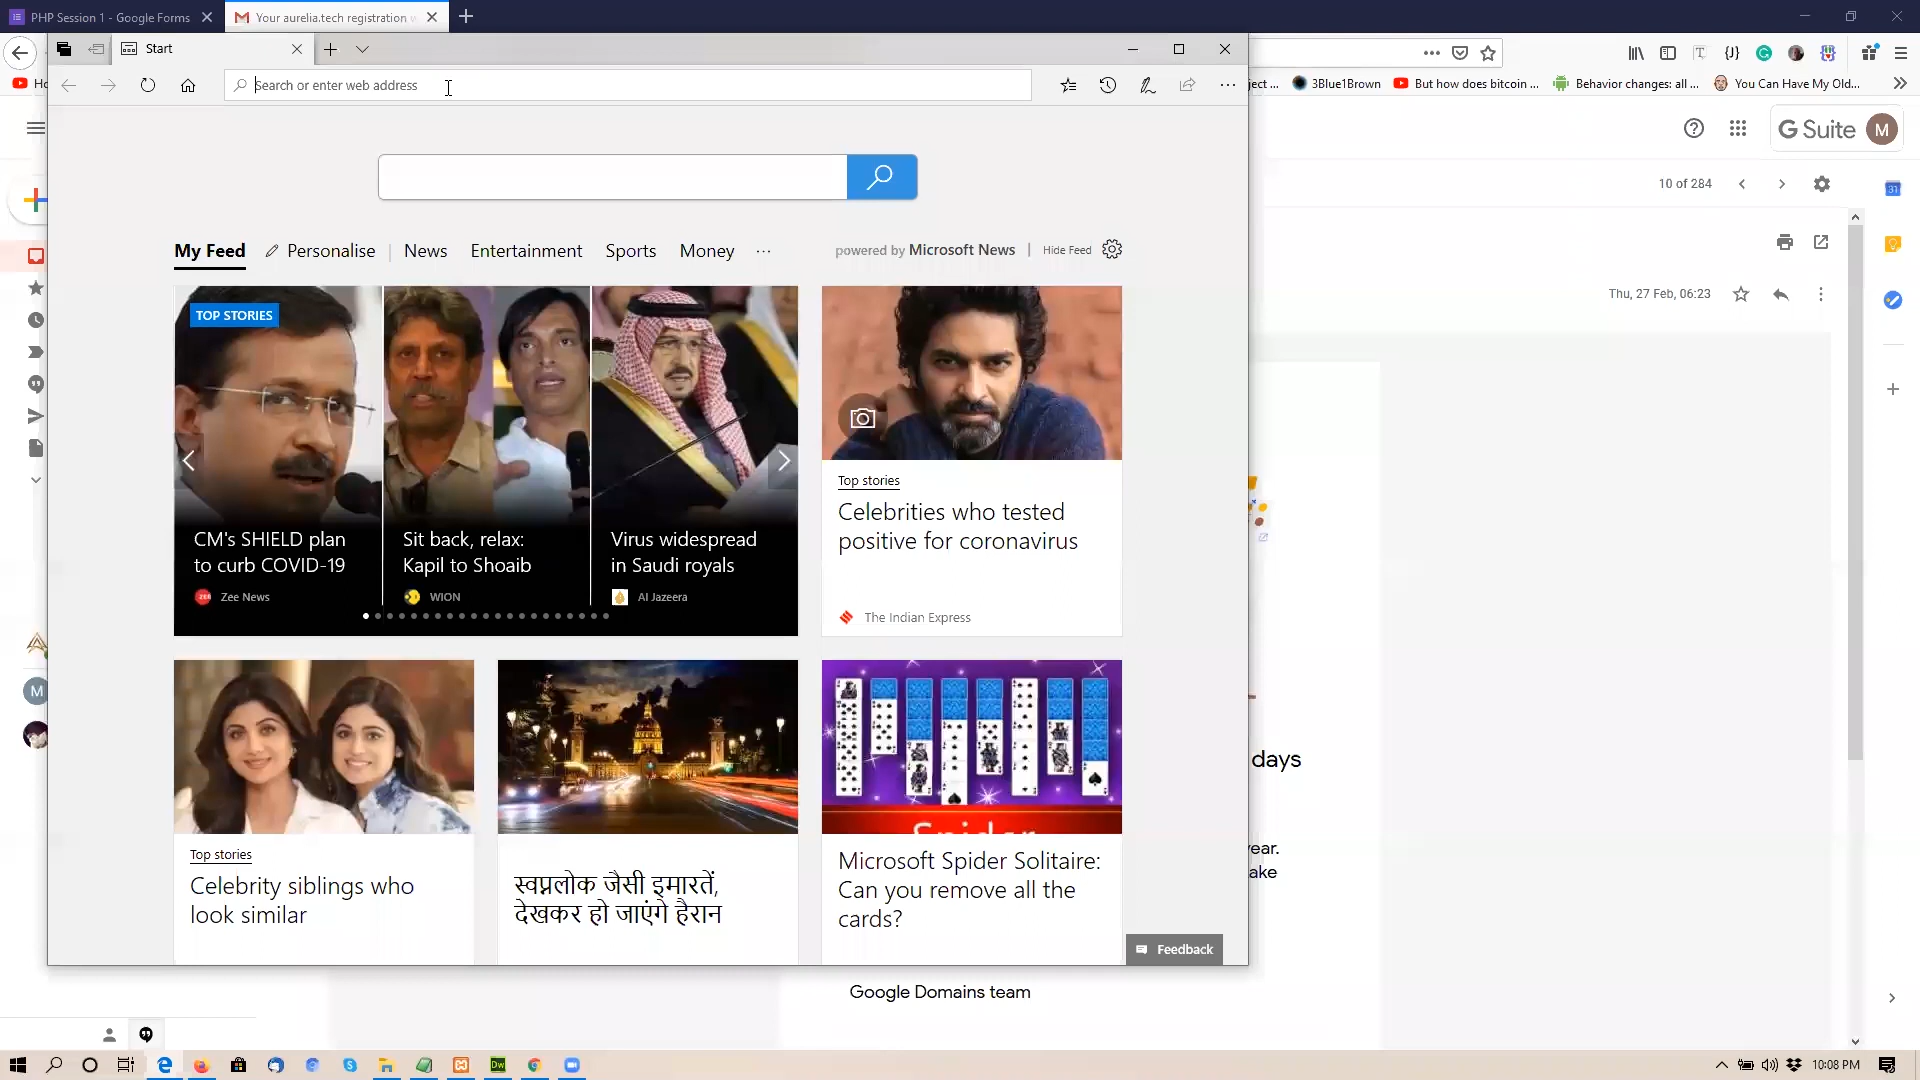 PHP Session 1 - Google Forms
Your aurelia.tech registration
Start
Search or enter web address
3Blue1Brown
But how does bitcoin ...
Behavior changes: all ...
You Can Have My Old...
G Suite
M
10 of 284
31
My Feed
Personalise
News
Entertainment
Sports
Money
powered by Microsoft News
Hide Feed
Thu, 27 Feb, 06:23
TOP STORIES
CM's SHIELD plan
to curb COVID-19
Zee News
Sit back, relax:
Kapil to Shoaib
WION
Virus widespread
in Saudi royals
Al Jazeera
Top stories
Celebrities who tested
positive for coronavirus
The Indian Express
M
Top stories
Celebrity siblings who
look similar
स्वप्नलोक जैसी इमारतें,
देखकर हो जाएंगे हैरान
Microsoft Spider Solitaire:
Can you remove all the
cards?
days
Feedback
Google Domains team
Dw
10:08 PM